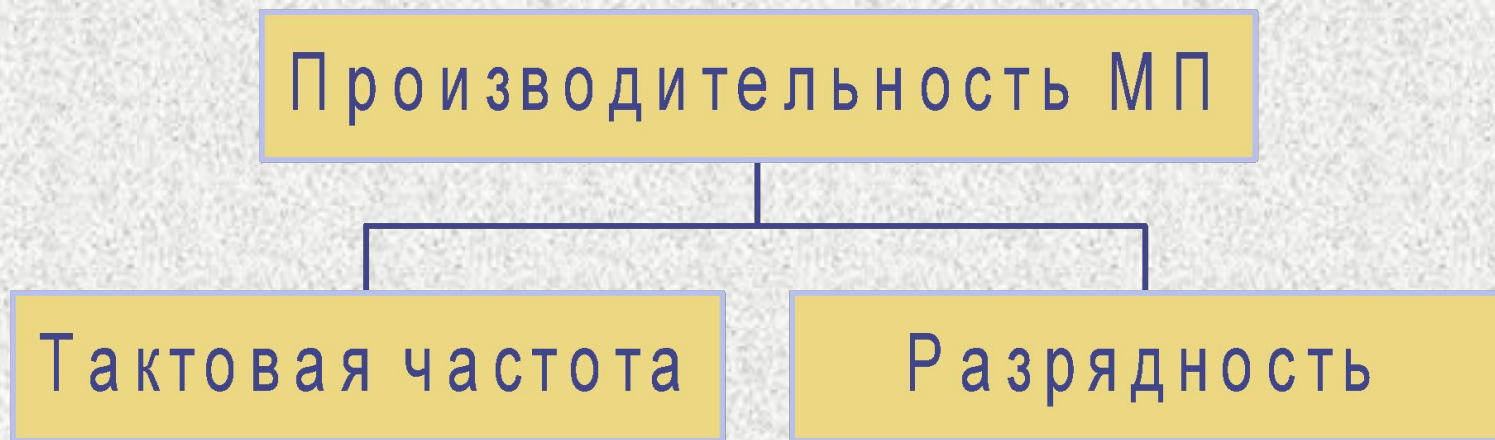 Производительность МП
Тактовая частота
Разрядность